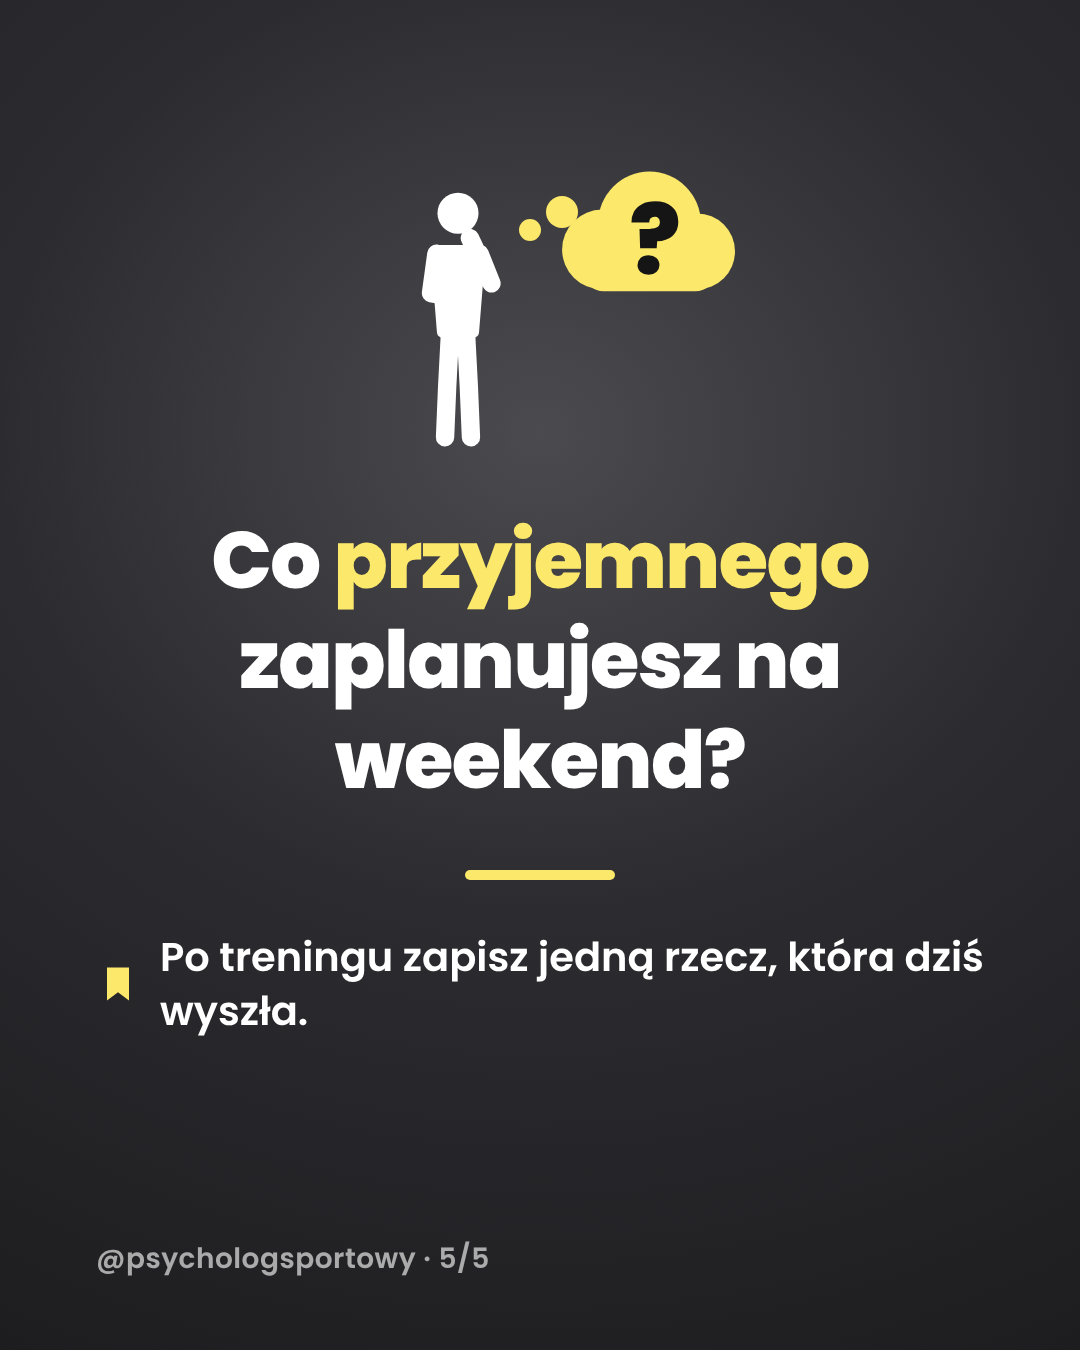 ?
Co przyjemnego
zaplanujesz na
weekend?
Po treningu zapisz jedną rzecz, która dziś
wyszła.
@psychologsportowy · 5/5